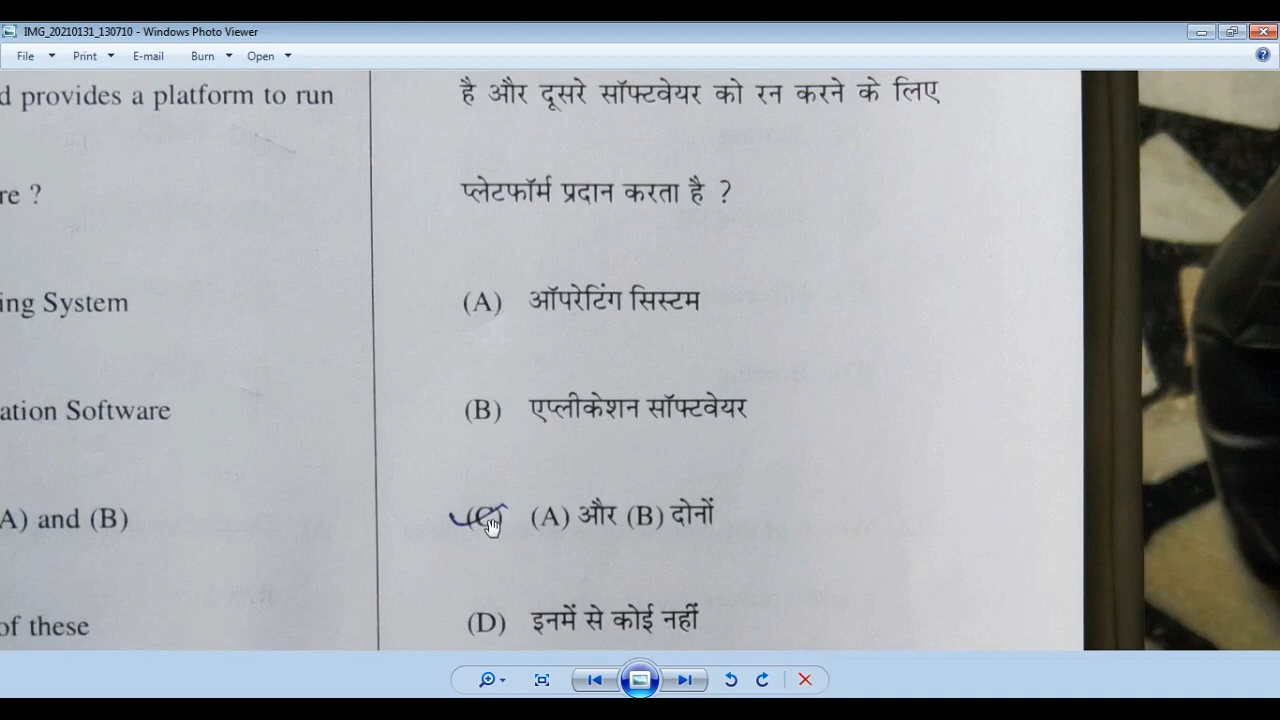 IMG_20210131_130710 - Windows Photo Viewer
File Print E-mail Burn Open
d provides a platform to run
है और दूसरे सॉफ्टवेयर को रन करने के लिए
re ?
प्लेटफॉर्म प्रदान करता है ?
ing System
(A) ऑपरेटिंग सिस्टम
ation Software
(B) एप्लीकेशन सॉफ्टवेयर
A) and (B)
(C) (A) और (B) दोनों
of these
(D) इनमें से कोई नहीं